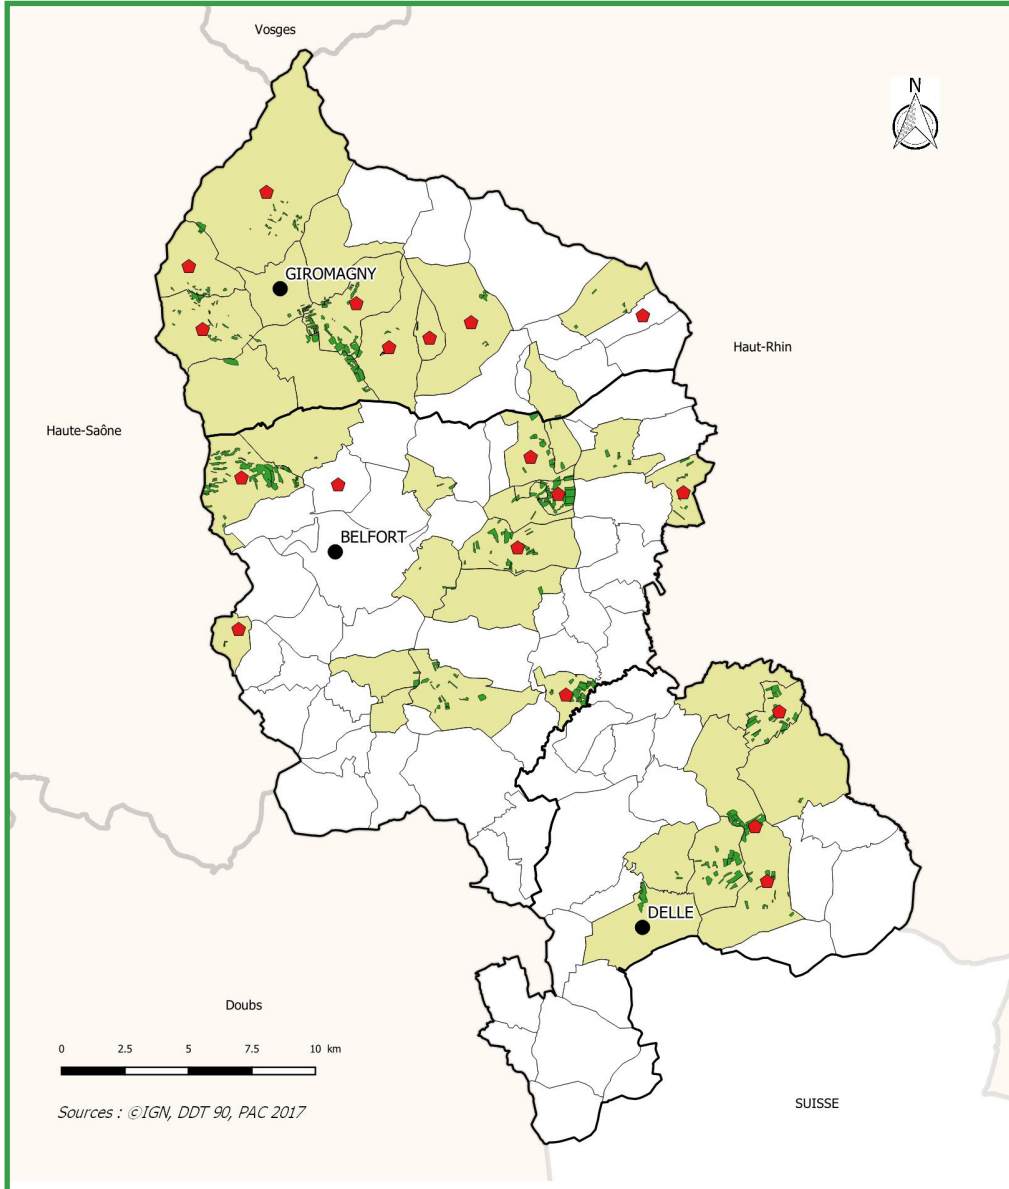 Vosges
N
GIROMAGNY
Haut-Rhin
Haute-Saône
BELFORT
DELLE
Doubs
0 2.5 5 7.5 10 km
Sources : ©IGN, DDT 90, PAC 2017
SUISSE